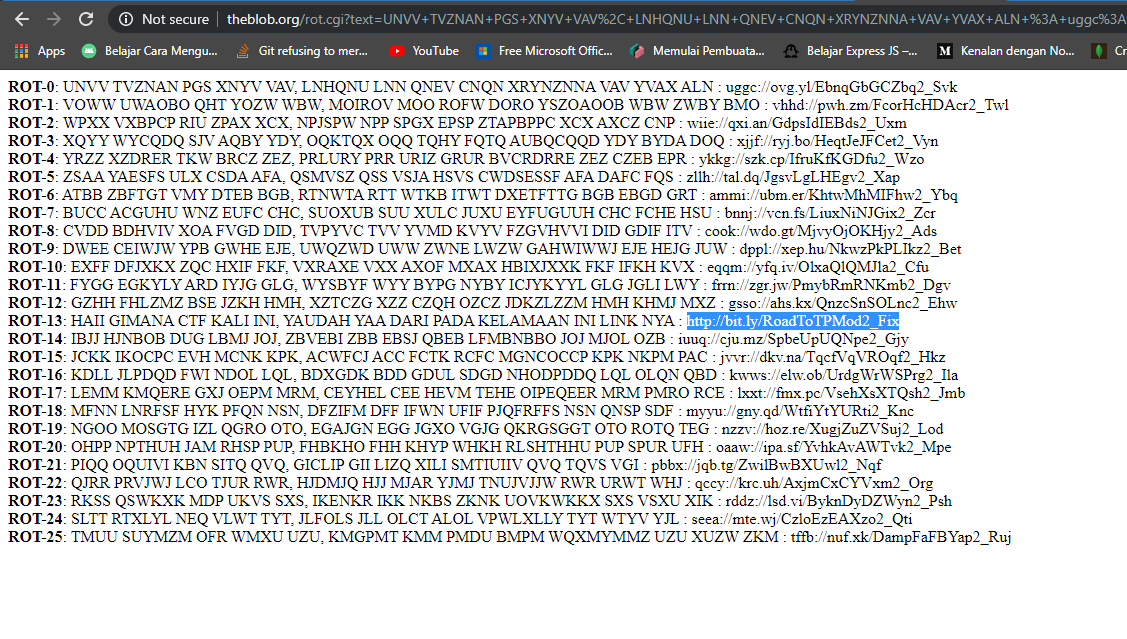 Not secure | theblob.org/rot.cgi?text=UNVV+TVZNAN+PGS+XNYV+VAV%2C+LNHQNU+LNN+QNEV+CNQN+XRYNZNNA+VAV+YVAX+ALN+%3A+uggc%3A
Apps Belajar Cara Mengu... Git refusing to mer... YouTube Free Microsoft Offic... Memulai Pembuata... Belajar Express JS –... Kenalan dengan No... Cr
ROT-0: UNVV TVZNAN PGS XNYV VAV, LNHQNU LNN QNEV CNQN XRYNZNNA VAV YVAX ALN : uggc://ovg.yl/EbnqGbGCZbq2_Svk
ROT-1: VOWW UWAOBO QHT YOZW WBW, MOIROV MOO ROFW DORO YSZOAOOB WBW ZWBY BMO : vhhd://pwh.zm/FcorHcHDAcr2_Twl
ROT-2: WPXX VXBPCP RIU ZPAX XCX, NPJSPW NPP SPGX EPSP ZTAPBPPC XCX AXCZ CNP : wiie://qxi.an/GdpsIdIEBds2_Uxm
ROT-3: XQYY WYCQDQ SJV AQBY YDY, OQKTQX OQQ TQHY FQTQ AUBQCQQD YDY BYDA DOQ : xjjf://ryj.bo/HeqtJeJFCet2_Vyn
ROT-4: YRZZ XZDRER TKW BRCZ ZEZ, PRLURY PRR URIZ GRUR BVCRDRRE ZEZ CZEB EPR : ykkg://szk.cp/IfruKfKGDfu2_Wzo
ROT-5: ZSAA YAESFS ULX CSDA AFA, QSMVSZ QSS VSJA HSVS CWDSESSF AFA DAFC FQS : zllh://tal.dq/JgsvLgLHEgv2_Xap
ROT-6: ATBB ZBFTGT VMY DTEB BGB, RTNWTA RTT WTKB ITWT DXETFTTG BGB EBGD GRT : ammi://ubm.er/KhtwMhMIFhw2_Ybq
ROT-7: BUCC ACGUHU WNZ EUFC CHC, SUOXUB SUU XULC JUXU EYFUGUUH CHC FCHE HSU : bnnj://vcn.fs/LiuxNiNJGix2_Zcr
ROT-8: CVDD BDHVIV XOA FVGD DID, TVPYVC TVV YVMD KVYV FZGVHVVI DID GDIF ITV : cook://wdo.gt/MjvyOjOKHjy2_Ads
ROT-9: DWEE CEIWJW YPB GWHE EJE, UWQZWD UWW ZWNE LWZW GAHWIWWJ EJE HEJG JUW : dppl://xep.hu/NkwzPkPLIkz2_Bet
ROT-10: EXFF DFJXKX ZQC HXIF FKF, VXRAXE VXX AXOF MXAX HBIXJXXK FKF IFKH KVX : eqqm://yfq.iv/OlxaQlQMJla2_Cfu
ROT-11: FYGG EGKYLY ARD IYJG GLG, WYSBYF WYY BYPG NYBY ICJYKYYL GLG JGLI LWY : frrn://zgr.jw/PmybRmRNKmb2_Dgv
ROT-12: GZHH FHLZMZ BSE JZKH HMH, XZTCZG XZZ CZQH OZCZ JDKZLZZM HMH KHMJ MXZ : gsso://ahs.kx/QnzcSnSOLnc2_Ehw
ROT-13: HAII GIMANA CTF KALI INI, YAUDAH YAA DARI PADA KELAMAAN INI LINK NYA : http://bit.ly/RoadToTPMod2_Fix
ROT-14: IBJJ HJNBOB DUG LBMJ JOJ, ZBVEBI ZBB EBSJ QBEB LFMBNBBO JOJ MJOL OZB : iuuq://cju.mz/SpbeUpUQNpe2_Gjy
ROT-15: JCKK IKOCPC EVH MCNK KPK, ACWFCJ ACC FCTK RCFC MGNCOCCP KPK NKPM PAC : jvvr://dkv.na/TqcfVqVROqf2_Hkz
ROT-16: KDLL JLPDQD FWI NDOL LQL, BDXGDK BDD GDUL SDGD NHODPDDQ LQL OLQN QBD : kwws://elw.ob/UrdgWrWSPrg2_Ila
ROT-17: LEMM KMQERE GXJ OEPM MRM, CEYHEL CEE HEVM TEHE OIPEQEER MRM PMRO RCE : lxxt://fmx.pc/VsehXsXTQsh2_Jmb
ROT-18: MFNN LNRFSF HYK PFQN NSN, DFZIFM DFF IFWN UFIF PJQFRFFS NSN QNSP SDF : myyu://gny.qd/WtfiYtYURti2_Knc
ROT-19: NGOO MOSGTG IZL QGRO OTO, EGAJGN EGG JGXO VGJG QKRGSGGT OTO ROTQ TEG : nzzv://hoz.re/XugjZuZVSuj2_Lod
ROT-20: OHPP NPTHUH JAM RHSP PUP, FHBKHO FHH KHYP WHKH RLSHTHHU PUP SPUR UFH : oaaw://ipa.sf/YvhkAvAWTvk2_Mpe
ROT-21: PIQQ OQUIVI KBN SITQ QVQ, GICLIP GII LIZQ XILI SMTIUIIV QVQ TQVS VGI : pbbx://jqb.tg/ZwilBwBXUwl2_Nqf
ROT-22: QJRR PRVJWJ LCO TJUR RWR, HJDMJQ HJJ MJAR YJMJ TNUJVJJW RWR URWT WHJ : qccy://krc.uh/AxjmCxCYVxm2_Org
ROT-23: RKSS QSWKXK MDP UKVS SXS, IKENKR IKK NKBS ZKNK UOVKWKKX SXS VSXU XIK : rddz://lsd.vi/ByknDyDZWyn2_Psh
ROT-24: SLTT RTXLYL NEQ VLWT TYT, JLFOLS JLL OLCT ALOL VPWLXLLY TYT WTYV YJL : seea://mte.wj/CzloEzEAXzo2_Qti
ROT-25: TMUU SUYMZM OFR WMXU UZU, KMGPMT KMM PMDU BMPM WQXMYMMZ UZU XUZW ZKM : tffb://nuf.xk/DampFaFBYap2_Ruj